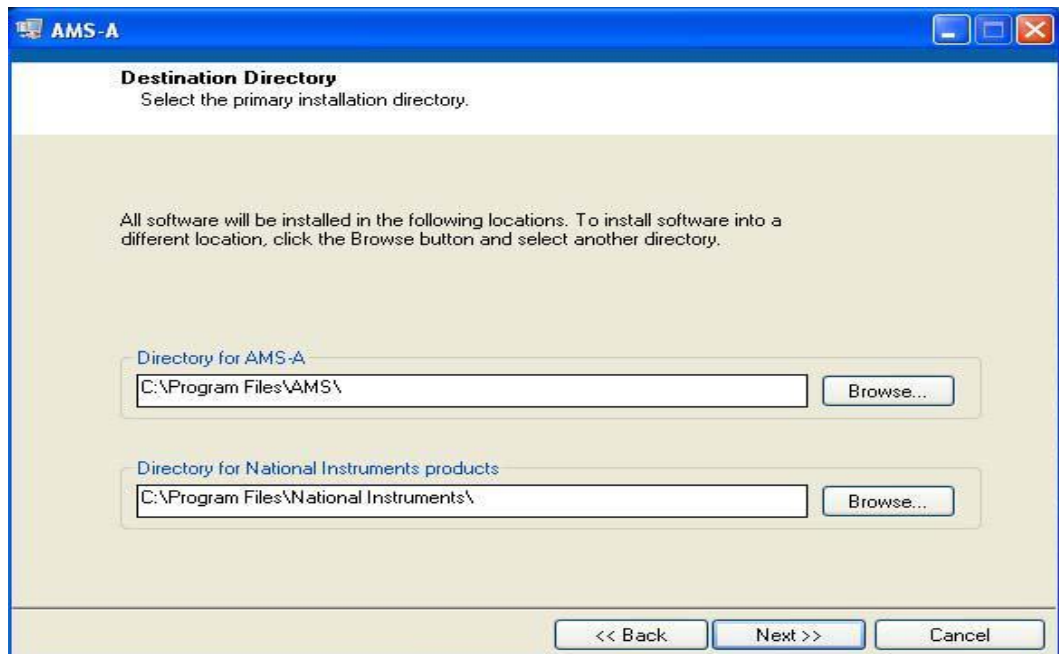 AMS-A
Destination Directory
Select the primary installation directory.
All software will be installed in the following locations. To install software into a
different location, click the Browse button and select another directory.
Directory for AMS-A
C:\Program Files\AMS\
Browse...
Directory for National Instruments products
C:\Program Files\National Instruments\
Browse...
<< Back
Next >>
Cancel